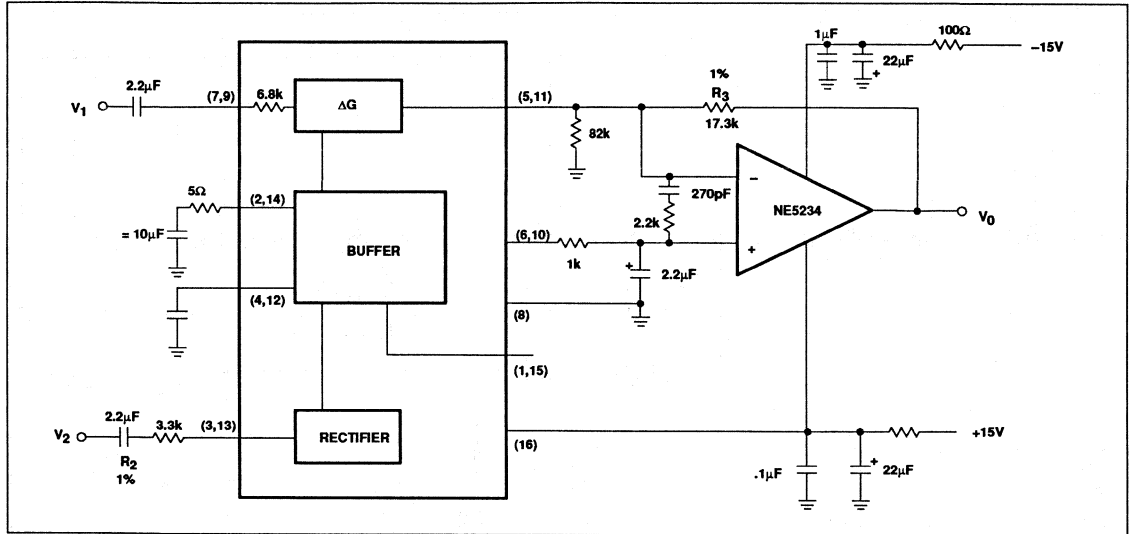 1µF
100Ω
–15V
22µF
+
2.2µF
V1
(7,9)
6.8k
ΔG
(5,11)
1%
R3
17.3k
82k
5Ω
(2,14)
= 10µF
BUFFER
(6,10)
1k
270pF
2.2k
–
+
NE5234
V0
+
2.2µF
(4,12)
(8)
(1,15)
2.2µF
V2
3.3k
(3,13)
R2
1%
RECTIFIER
(16)
+15V
.1µF
+
22µF